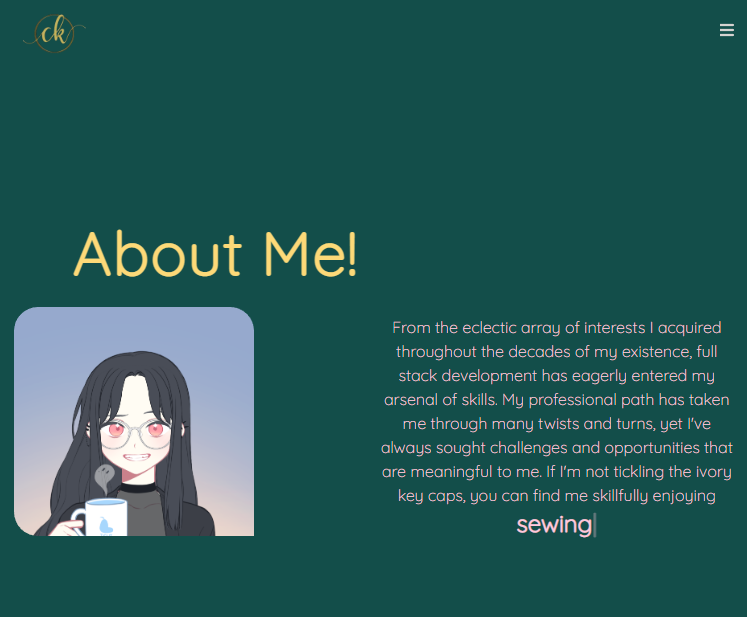 ck
About Me!
From the eclectic array of interests I acquired
throughout the decades of my existence, full
stack development has eagerly entered my
arsenal of skills. My professional path has taken
me through many twists and turns, yet I've
always sought challenges and opportunities that
are meaningful to me. If I'm not tickling the ivory
key caps, you can find me skillfully enjoying
sewing